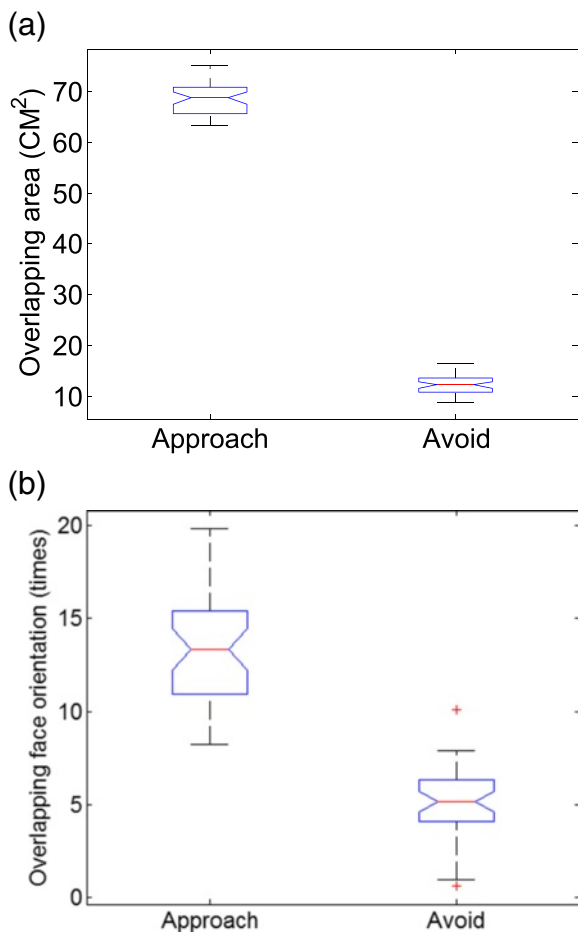 (a)
Overlapping area (CM²)
70
60
50
40
30
20
10
Approach Avoid
(b)
Overlapping face orientation (times)
20
15
10
5
0
Approach Avoid